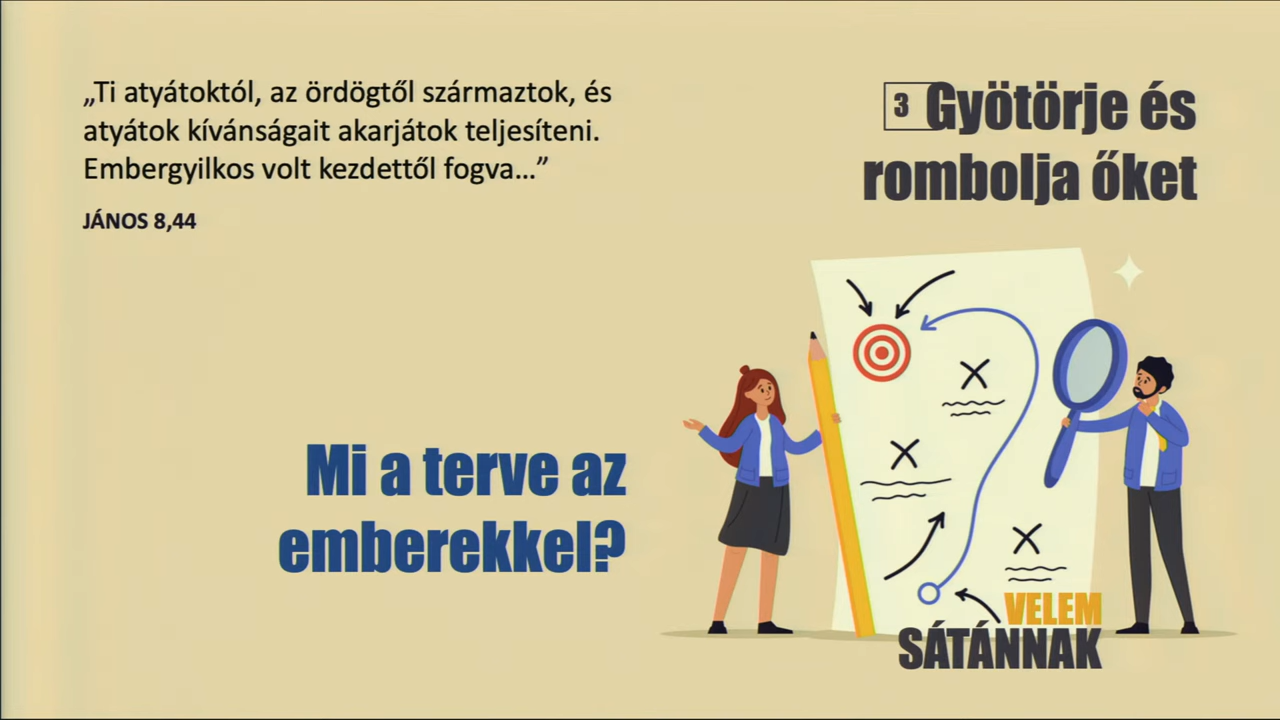 „Ti atyátoktól, az ördögtől származtok, és
atyátok kívánságait akarjátok teljesíteni.
Embergyilkos volt kezdettől fogva…”
JÁNOS 8,44
3 Gyötörje és
rombolja őket
Mi a terve az
emberekkel?
VELEM
SÁTÁNNAK